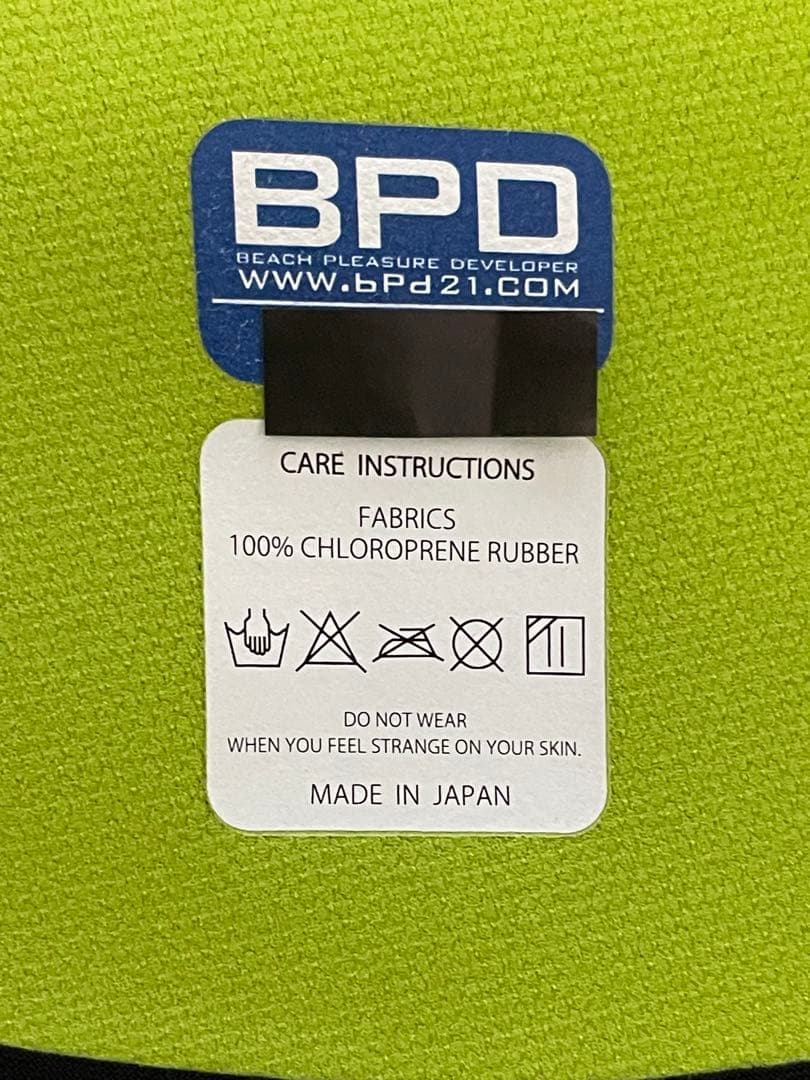 BPD
BEACH PLEASURE DEVELOPER
WWW.bPd21.COM
CARE INSTRUCTIONS
FABRICS
100% CHLOROPRENE RUBBER
DO NOT WEAR
WHEN YOU FEEL STRANGE ON YOUR SKIN.
MADE IN JAPAN